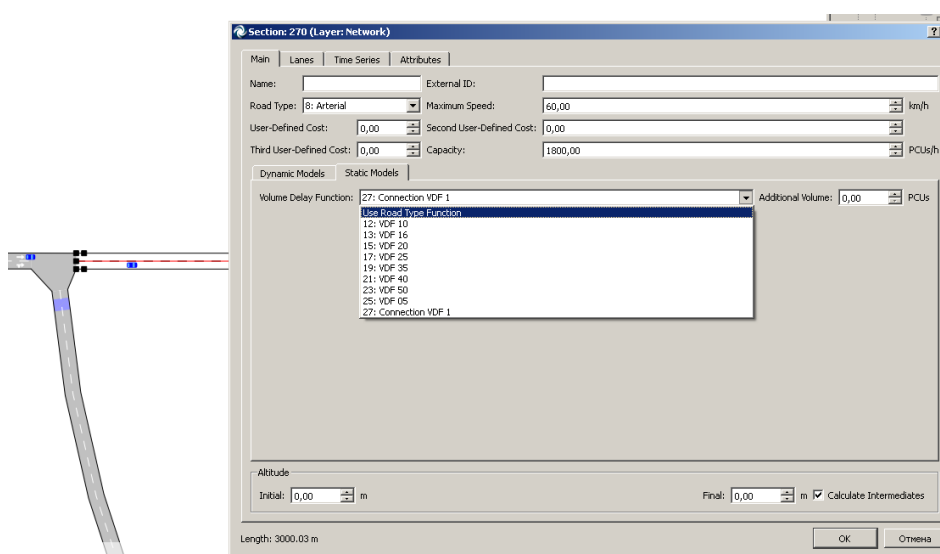 Section: 270 (Layer: Network)
?
Main Lanes Time Series Attributes
Name: External ID:
Road Type: 8: Arterial Maximum Speed: 60,00 km/h
User-Defined Cost: 0,00 Second User-Defined Cost: 0,00
Third User-Defined Cost: 0,00 Capacity: 1800,00 PCUs/h
Dynamic Models Static Models
Volume Delay Function: 27: Connection VDF 1 Additional Volume: 0,00 PCUs
Use Road Type Function
12: VDF 10
13: VDF 16
15: VDF 20
17: VDF 25
19: VDF 35
21: VDF 40
23: VDF 50
25: VDF 05
27: Connection VDF 1
Altitude
Initial: 0,00 m Final: 0,00 m Calculate Intermediates
Length: 3000.03 m OK Отмена